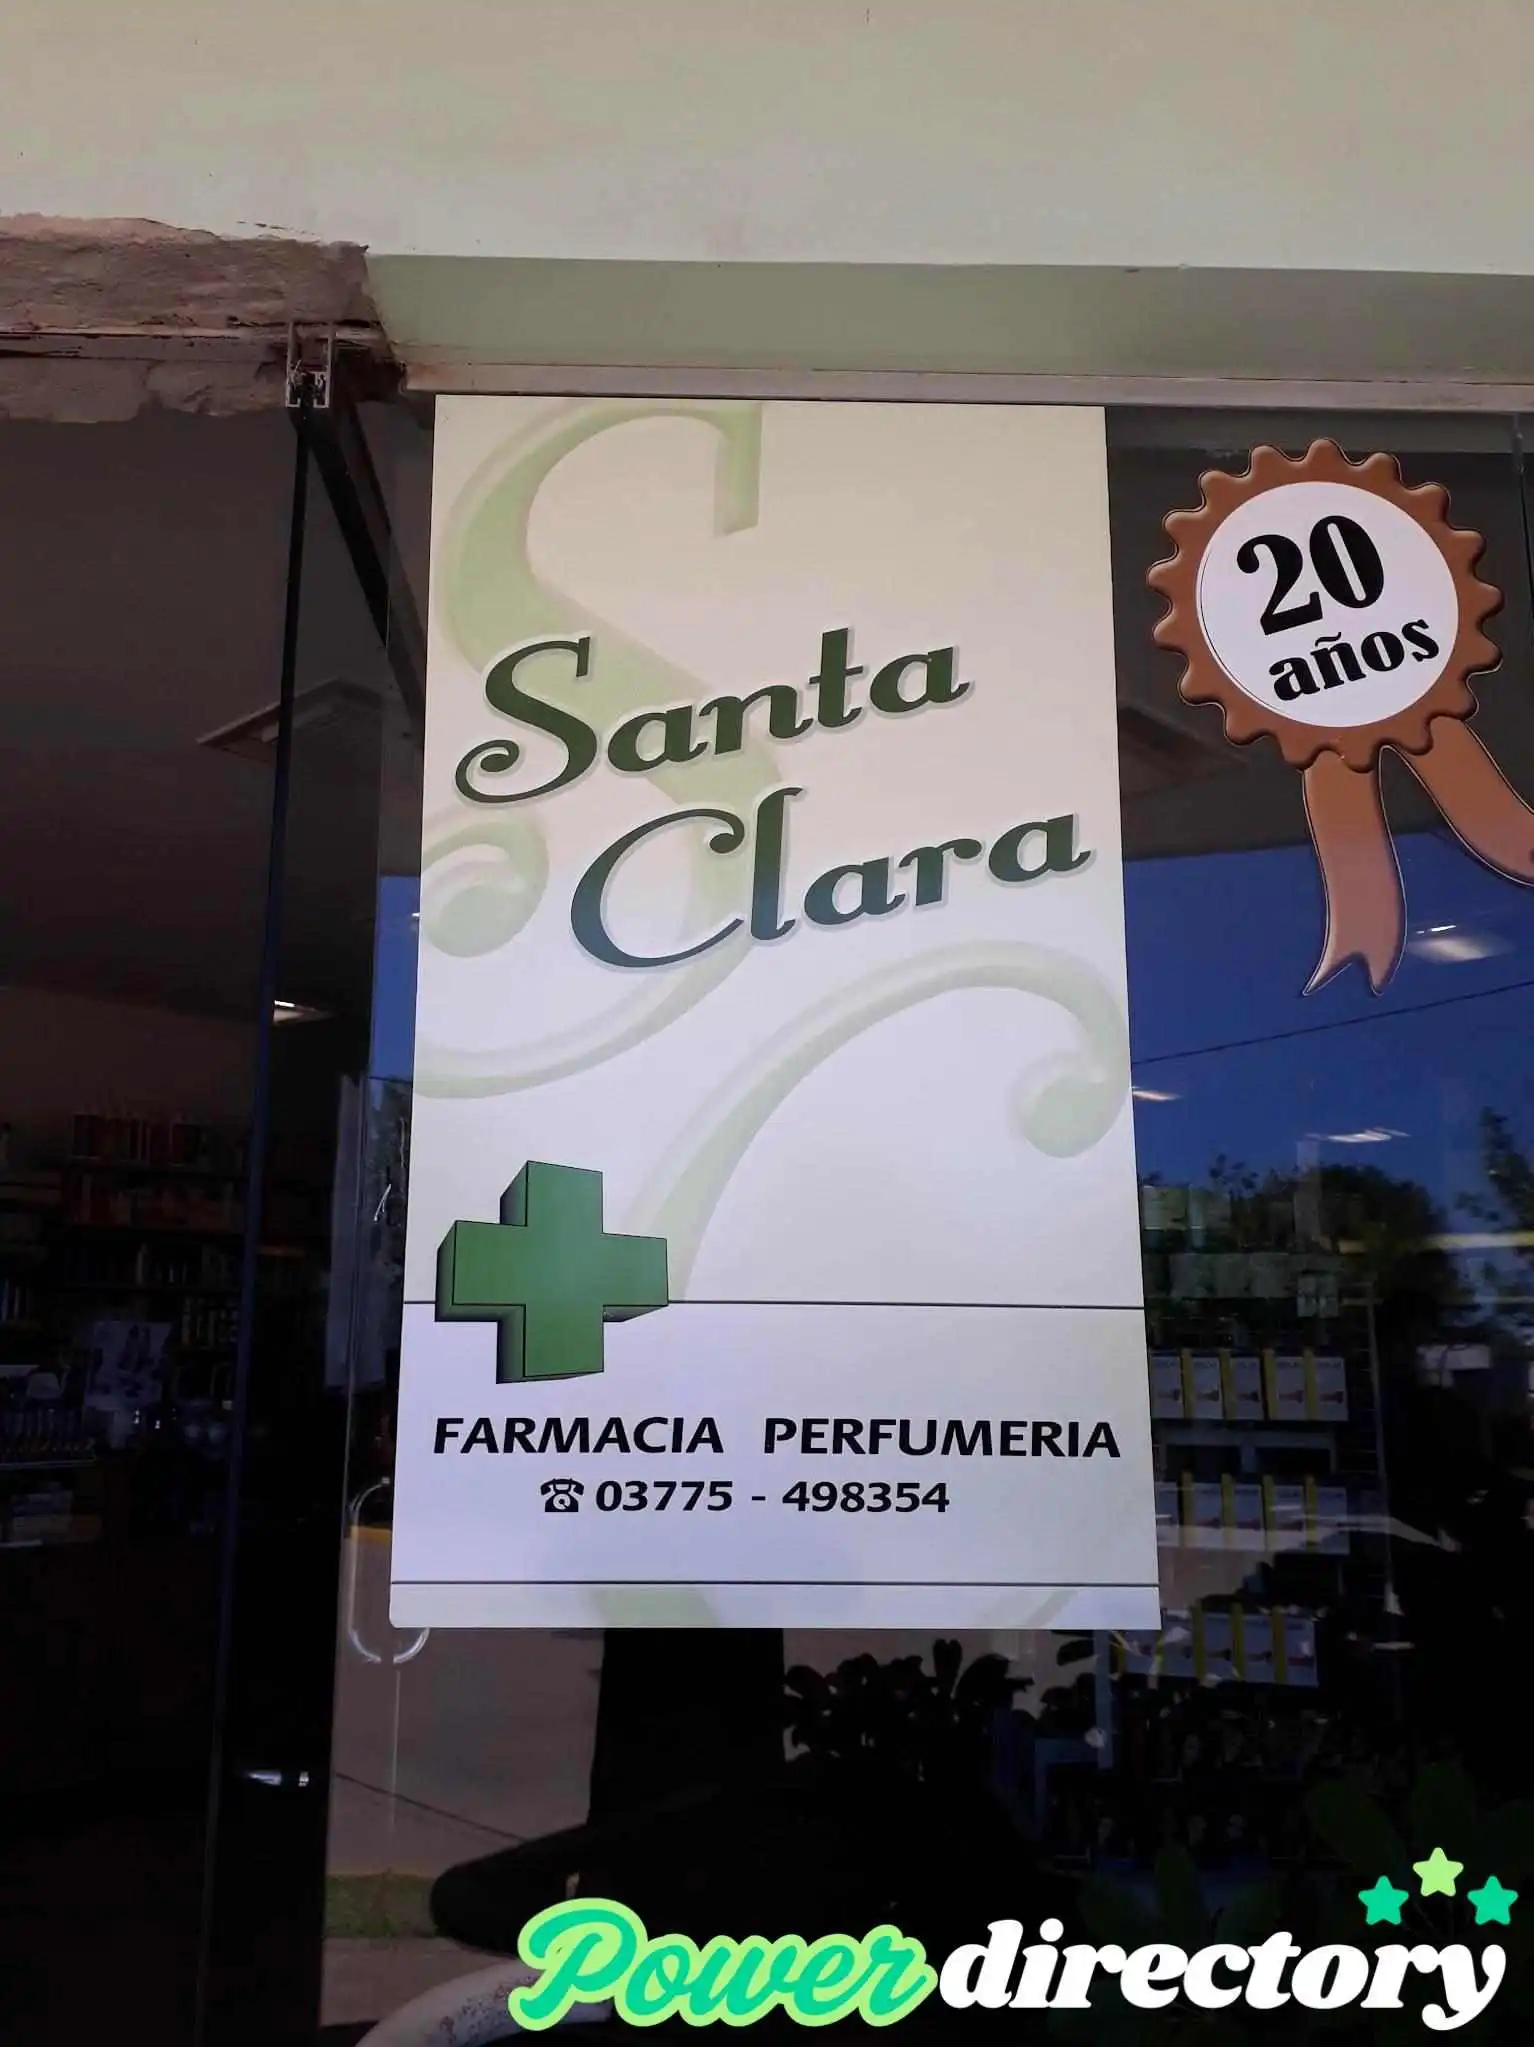 20
años
Santa
Clara
FARMACIA PERFUMERIA
☎ 03775 - 498354
Powerdirectory